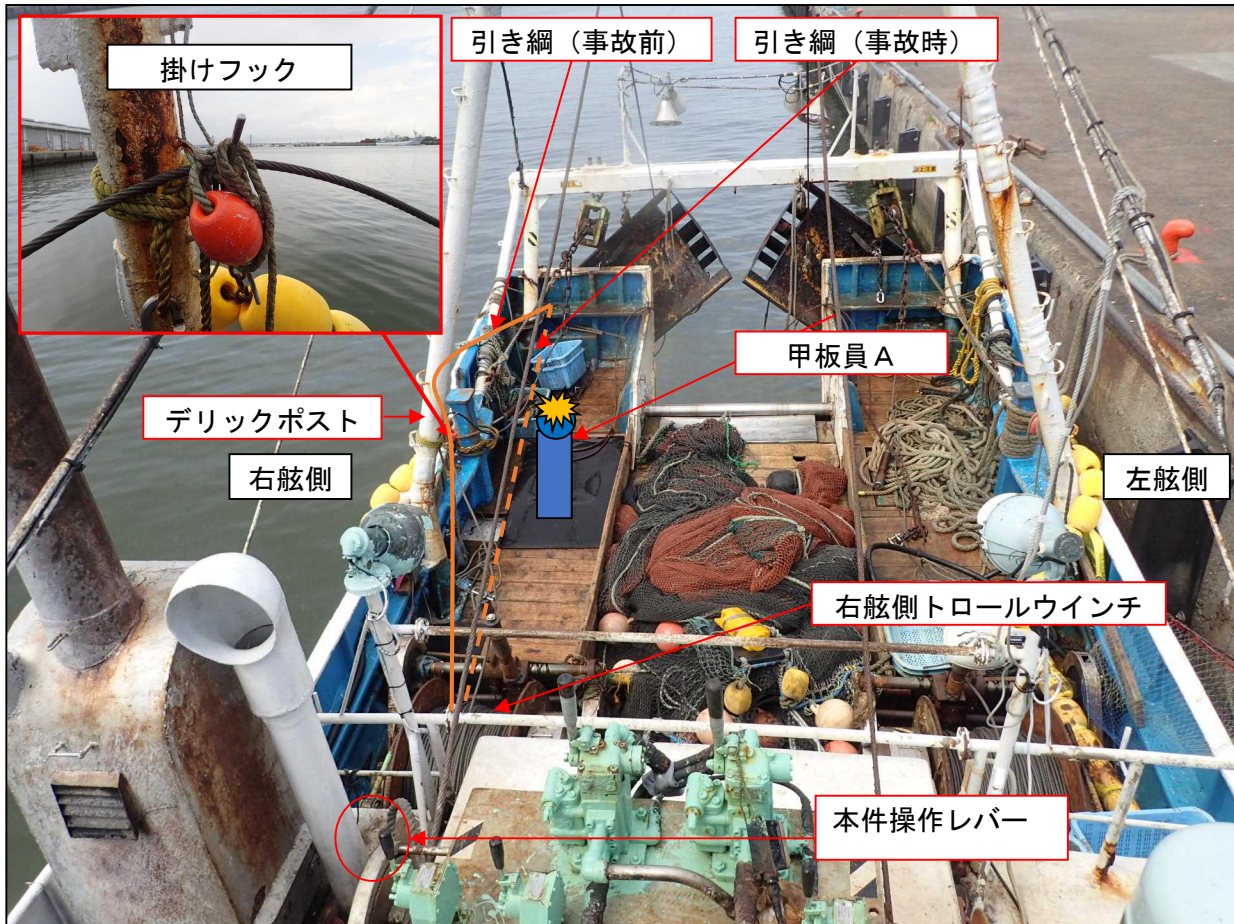 掛けフック
引き綱（事故前）
引き綱（事故時）
甲板員Ａ
デリックポスト
右舷側
左舷側
右舷側トロールウインチ
本件操作レバー